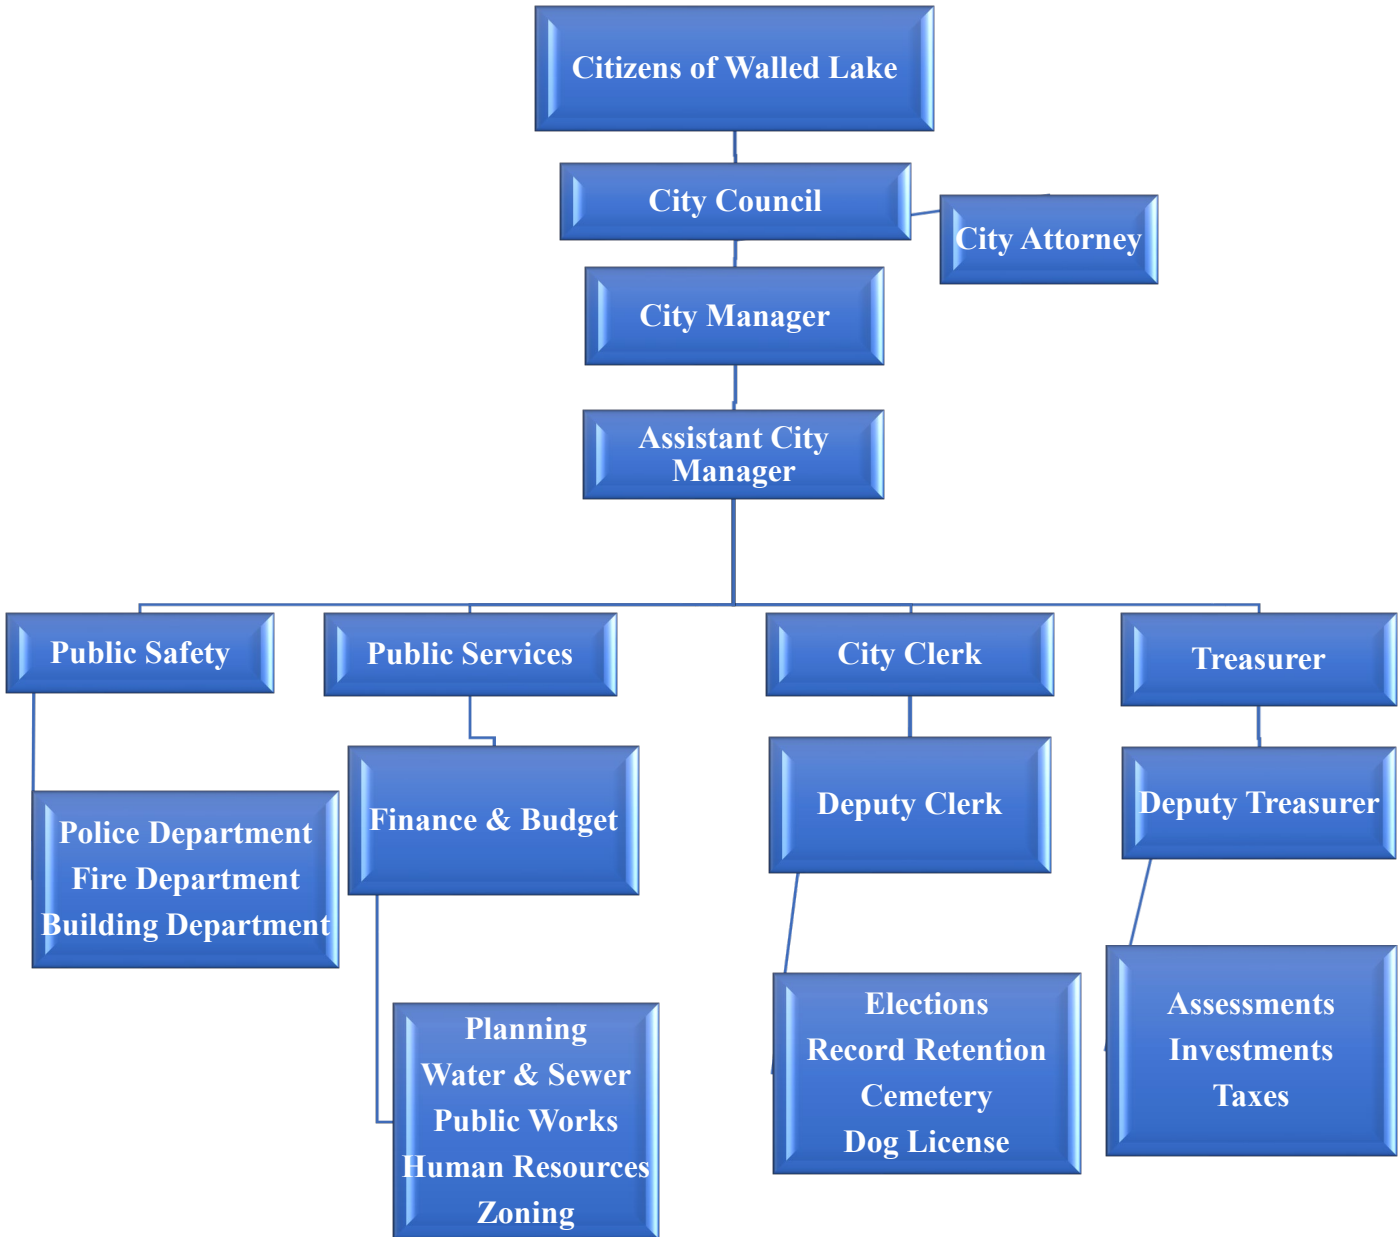 Citizens of Walled Lake
City Council
City Attorney
City Manager
Assistant City
Manager
Public Safety
Public Services
City Clerk
Treasurer
Police Department
Fire Department
Building Department
Finance & Budget
Deputy Clerk
Deputy Treasurer
Planning
Water & Sewer
Public Works
Human Resources
Zoning
Elections
Record Retention
Cemetery
Dog License
Assessments
Investments
Taxes